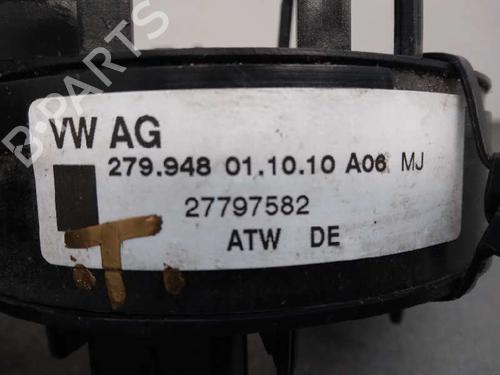 VW AG
279.948 01.10.10 A06 MJ
27797582
ATW DE
B-PARTS